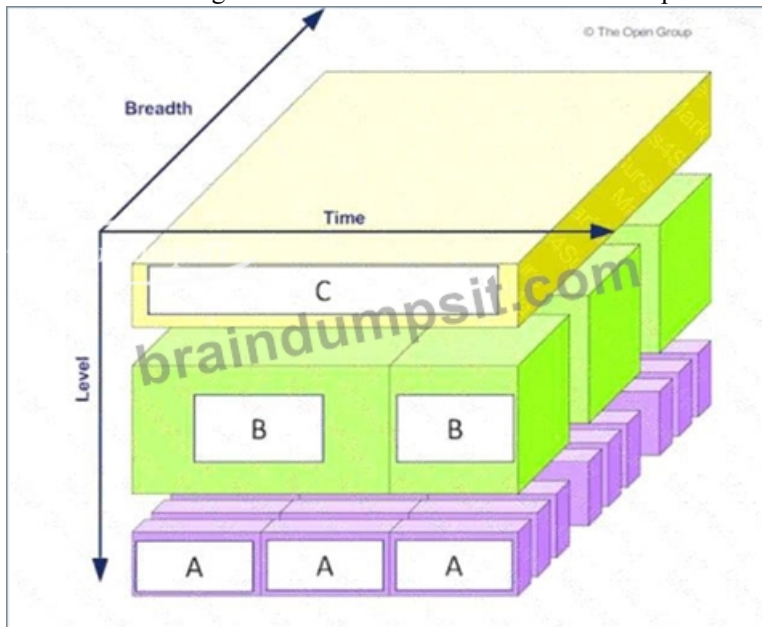 © The Open Group
Breadth
Time
C
braindumpsit.com
Level
B B
A A A